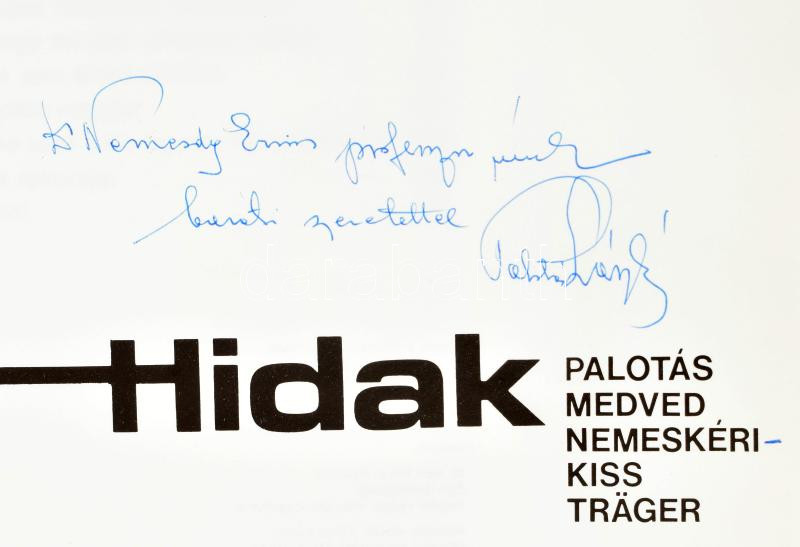 Dr Nemesdy Ervin professzor úrnak
baráti szeretettel
Palotás László
Hidak
PALOTÁS
MEDVED
NEMESKÉRI-
KISS
TRÄGER